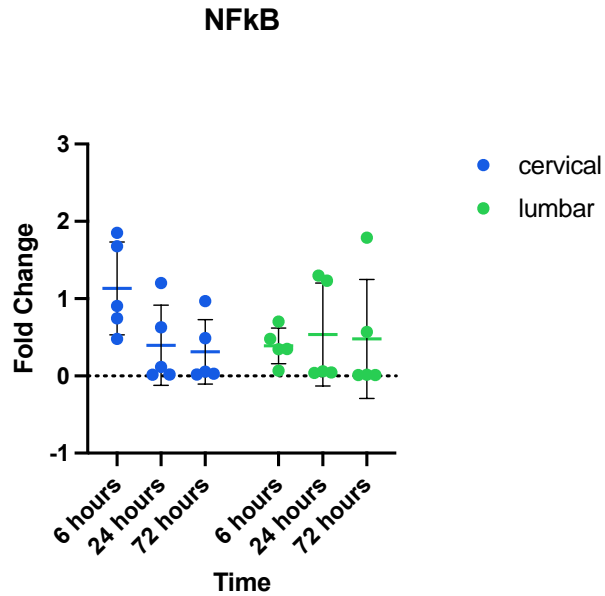 NFkB
3
2
1
0
-1
Fold Change
6 hours
24 hours
72 hours
6 hours
24 hours
72 hours
Time
cervical
lumbar